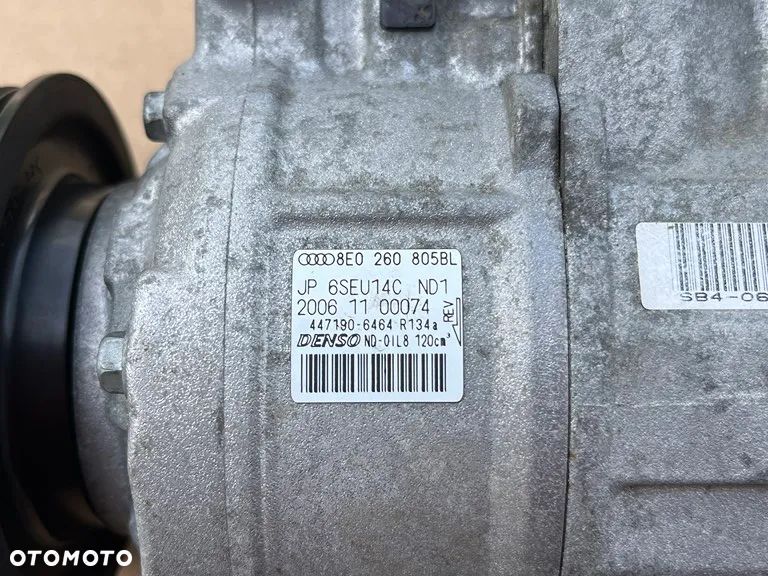 8E0 260 805BL
JP 6SEU14C ND1
2006 11 00074
REV
447190-6464 R134a
DENSO ND-OIL8 120cm³
SB4-06
OTOMOTO